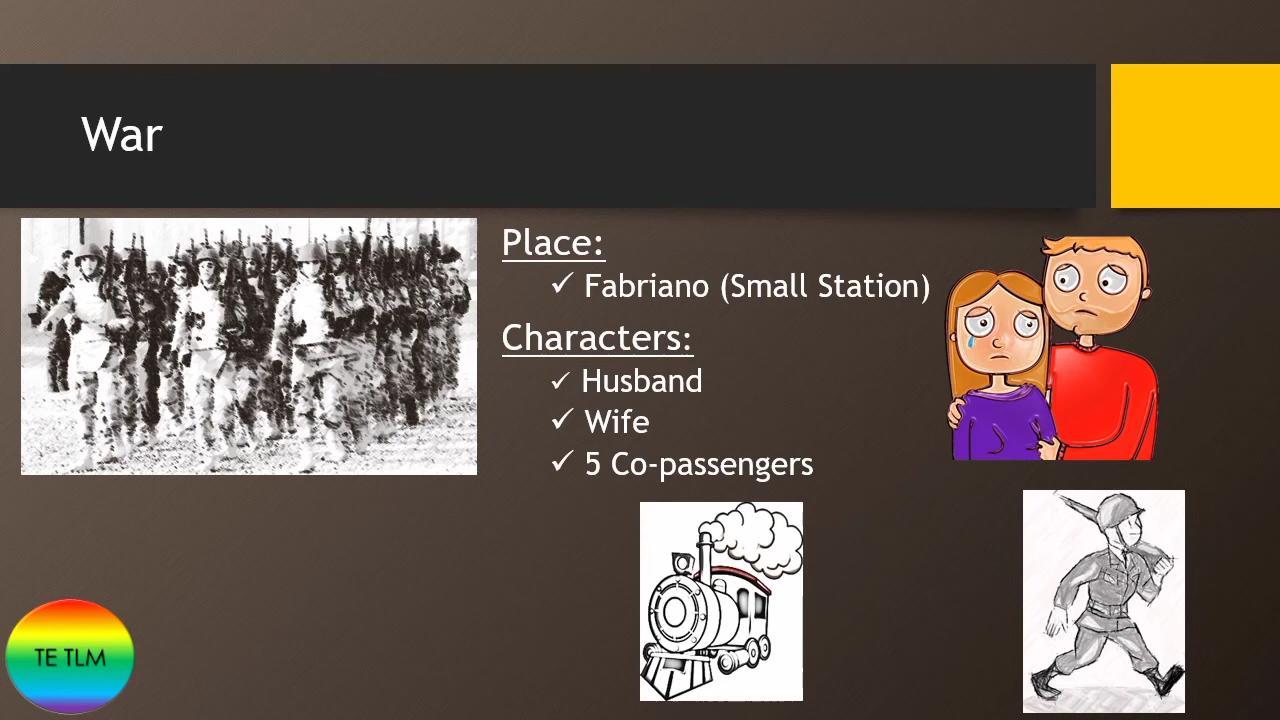 War
Place:
✓ Fabriano (Small Station)
Characters:
✓ Husband
✓ Wife
✓ 5 Co-passengers
TE TLM